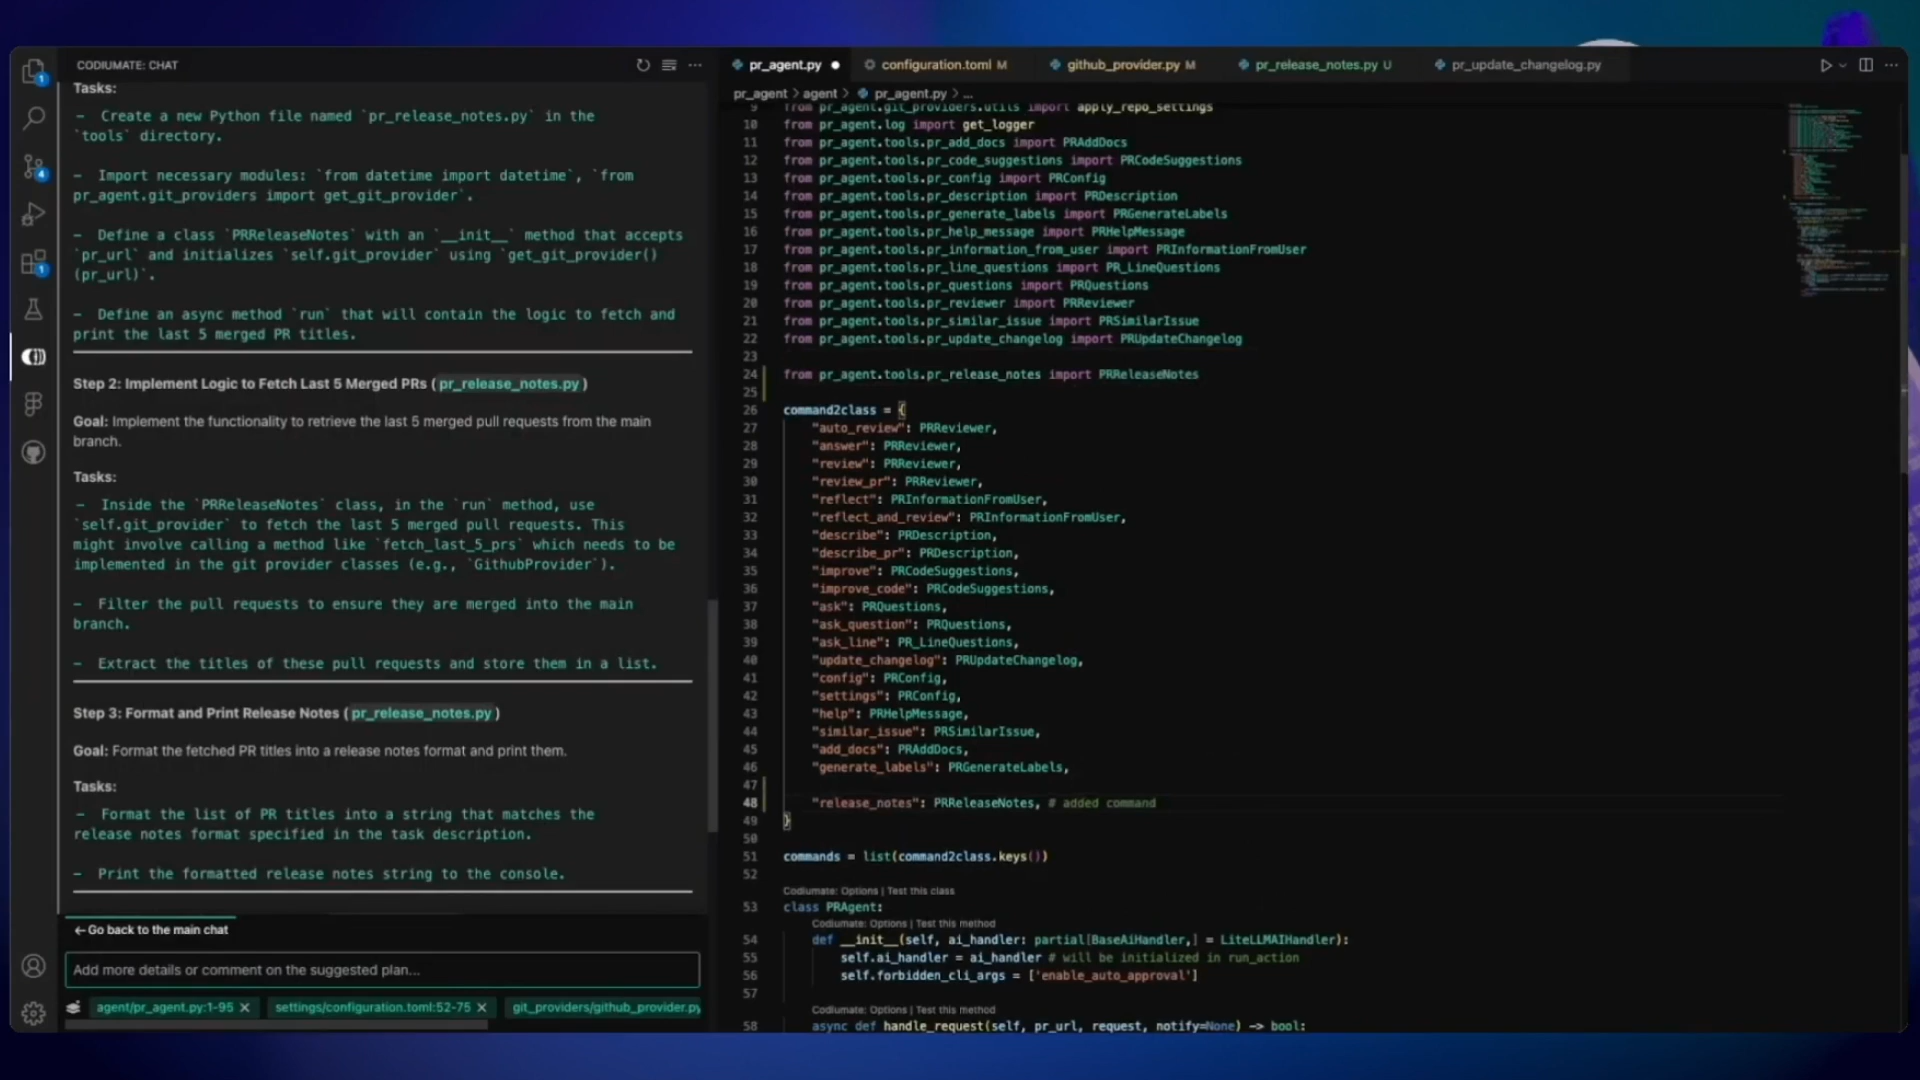 CODIUMATE: CHAT
Tasks:
- Create a new Python file named `pr_release_notes.py` in the
`tools` directory.
- Import necessary modules: `from datetime import datetime`, `from
pr_agent.git_providers import get_git_provider`.
- Define a class `PRReleaseNotes` with an `__init__` method that accepts
`pr_url` and initializes `self.git_provider` using `get_git_provider()
(pr_url)`.
- Define an async method `run` that will contain the logic to fetch and
print the last 5 merged PR titles.
Step 2: Implement Logic to Fetch Last 5 Merged PRs ( pr_release_notes.py )
Goal: Implement the functionality to retrieve the last 5 merged pull requests from the main
branch.
Tasks:
- Inside the `PRReleaseNotes` class, in the `run` method, use
`self.git_provider` to fetch the last 5 merged pull requests. This
might involve calling a method like `fetch_last_5_prs` which needs to be
implemented in the git provider classes (e.g., `GithubProvider`).
- Filter the pull requests to ensure they are merged into the main
branch.
- Extract the titles of these pull requests and store them in a list.
Step 3: Format and Print Release Notes ( pr_release_notes.py )
Goal: Format the fetched PR titles into a release notes format and print them.
Tasks:
- Format the list of PR titles into a string that matches the
release notes format specified in the task description.
- Print the formatted release notes string to the console.
← Go back to the main chat
Add more details or comment on the suggested plan...
agent/pr_agent.py:1-95 × settings/configuration.toml:52-75 × git_providers/github_provider.py
1
4
1
pr_agent.py ● configuration.toml M github_provider.py M pr_release_notes.py U pr_update_changelog.py
pr_agent > agent > pr_agent.py > ...
9 from pr_agent.git_providers.utils import apply_repo_settings
10 from pr_agent.log import get_logger
11 from pr_agent.tools.pr_add_docs import PRAddDocs
12 from pr_agent.tools.pr_code_suggestions import PRCodeSuggestions
13 from pr_agent.tools.pr_config import PRConfig
14 from pr_agent.tools.pr_description import PRDescription
15 from pr_agent.tools.pr_generate_labels import PRGenerateLabels
16 from pr_agent.tools.pr_help_message import PRHelpMessage
17 from pr_agent.tools.pr_information_from_user import PRInformationFromUser
18 from pr_agent.tools.pr_line_questions import PR_LineQuestions
19 from pr_agent.tools.pr_questions import PRQuestions
20 from pr_agent.tools.pr_reviewer import PRReviewer
21 from pr_agent.tools.pr_similar_issue import PRSimilarIssue
22 from pr_agent.tools.pr_update_changelog import PRUpdateChangelog
23
24 from pr_agent.tools.pr_release_notes import PRReleaseNotes
25
26 command2class = {
27 "auto_review": PRReviewer,
28 "answer": PRReviewer,
29 "review": PRReviewer,
30 "review_pr": PRReviewer,
31 "reflect": PRInformationFromUser,
32 "reflect_and_review": PRInformationFromUser,
33 "describe": PRDescription,
34 "describe_pr": PRDescription,
35 "improve": PRCodeSuggestions,
36 "improve_code": PRCodeSuggestions,
37 "ask": PRQuestions,
38 "ask_question": PRQuestions,
39 "ask_line": PR_LineQuestions,
40 "update_changelog": PRUpdateChangelog,
41 "config": PRConfig,
42 "settings": PRConfig,
43 "help": PRHelpMessage,
44 "similar_issue": PRSimilarIssue,
45 "add_docs": PRAddDocs,
46 "generate_labels": PRGenerateLabels,
47
48 "release_notes": PRReleaseNotes, # added command
49 }
50
51 commands = list(command2class.keys())
52
Codiumate: Options | Test this class
53 class PRAgent:
Codiumate: Options | Test this method
54 def __init__(self, ai_handler: partial[BaseAiHandler,] = LiteLLMAIHandler):
55 self.ai_handler = ai_handler # will be initialized in run_action
56 self.forbidden_cli_args = ['enable_auto_approval']
57
Codiumate: Options | Test this method
58 async def handle_request(self, pr_url, request, notify=None) -> bool: